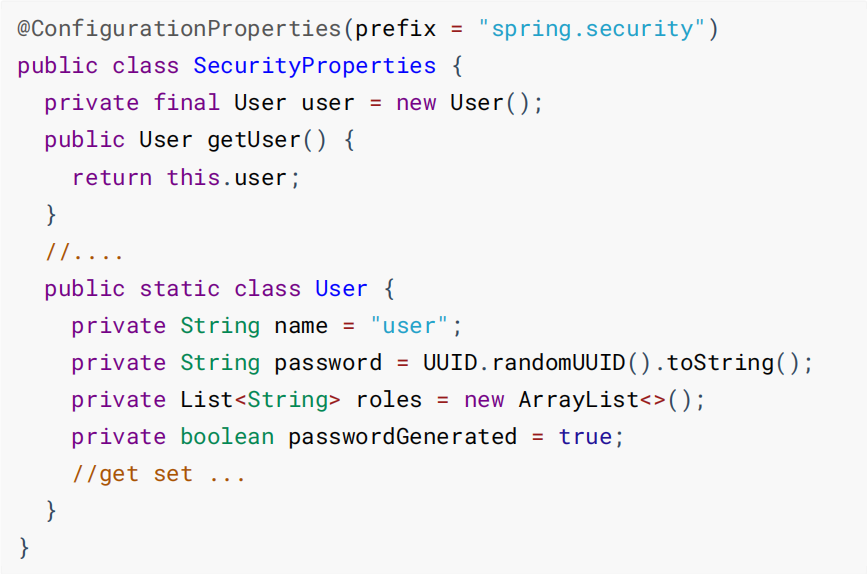 @ConfigurationProperties(prefix = "spring.security")
public class SecurityProperties {
  private final User user = new User();
  public User getUser() {
    return this.user;
  }
  //....
  public static class User {
    private String name = "user";
    private String password = UUID.randomUUID().toString();
    private List<String> roles = new ArrayList<>();
    private boolean passwordGenerated = true;
    //get set ...
  }
}